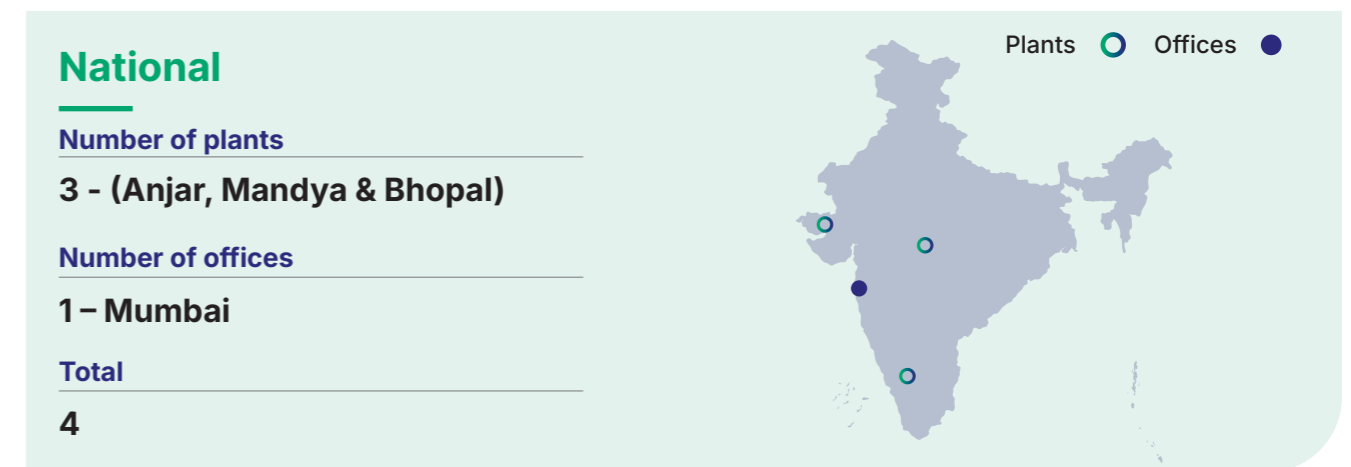 National
Number of plants
3 - (Anjar, Mandya & Bhopal)
Number of offices
1 – Mumbai
Total
4
Plants Offices